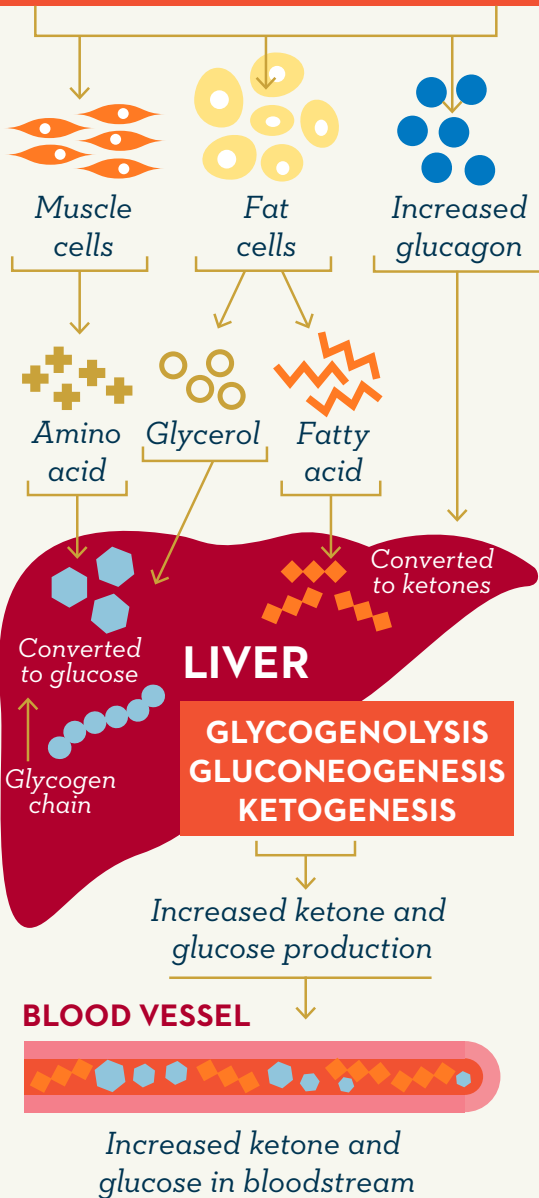 Muscle
cells
Fat
cells
Increased
glucagon
Amino
acid
Glycerol
Fatty
acid
Converted
to ketones
Converted
to glucose
LIVER
Glycogen
chain
GLYCOGENOLYSIS
GLUCONEOGENESIS
KETOGENESIS
Increased ketone and
glucose production
BLOOD VESSEL
Increased ketone and
glucose in bloodstream